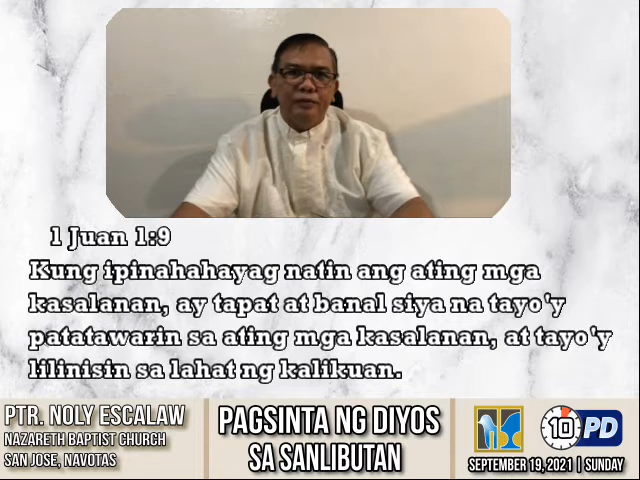 1 Juan 1:9
Kung ipinahahayag natin ang ating mga
kasalanan, ay tapat at banal siya na tayo'y
patatawarin sa ating mga kasalanan, at tayo'y
lilinisin sa lahat ng kalikuan.
PTR. NOLY ESCALAW
NAZARETH BAPTIST CHURCH
SAN JOSE, NAVOTAS
PAGSINTA NG DIYOS
SA SANLIBUTAN
10 PD
SEPTEMBER 19, 2021 | SUNDAY